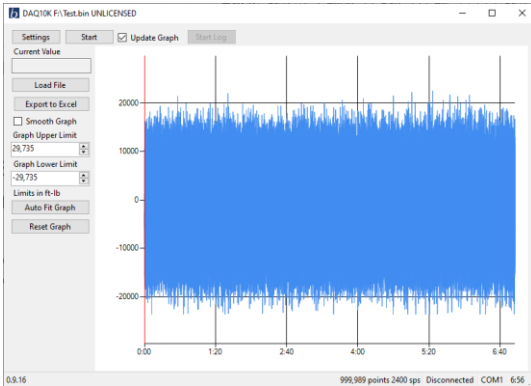 DAQ10K F:\Test.bin UNLICENSED
Settings Start Update Graph Start Log
Current Value
Load File
Export to Excel
Smooth Graph
Graph Upper Limit
29,735
Graph Lower Limit
-29,735
Limits in ft-lb
Auto Fit Graph
Reset Graph
20000
10000
0
-10000
-20000
0:00 1:20 2:40 4:00 5:20 6:40
0.9.16 999,989 points 2400 sps Disconnected COM1 6:56